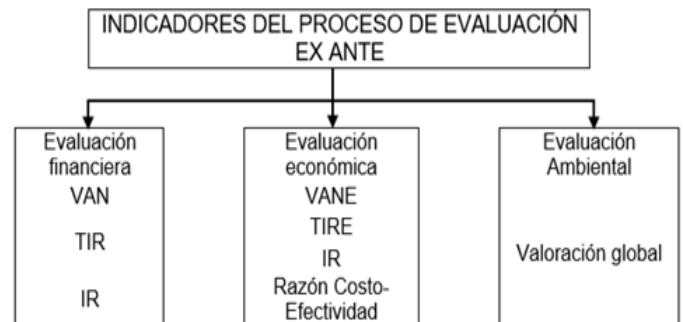 INDICADORES DEL PROCESO DE EVALUACIÓN
EX ANTE
Evaluación
financiera
VAN
TIR
IR
Evaluación
económica
VANE
TIRE
IR
Razón Costo-
Efectividad
Evaluación
Ambiental
Valoración global